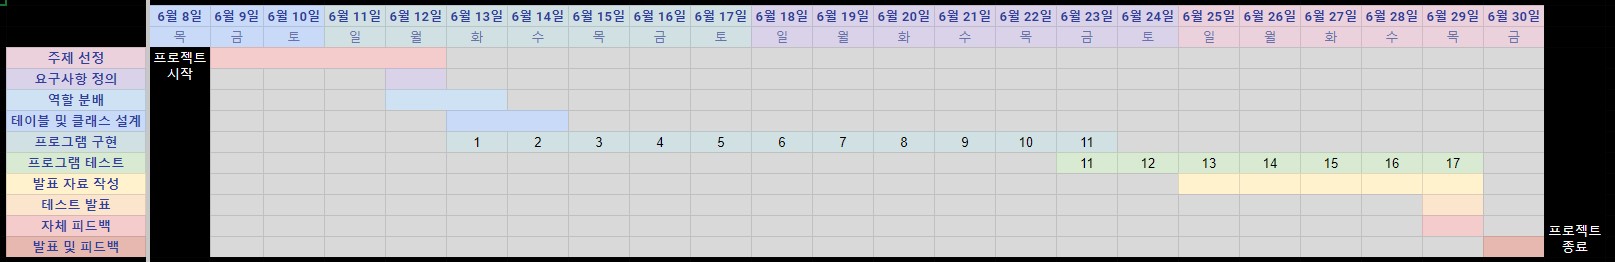 6월 8일 6월 9일 6월 10일 6월 11일 6월 12일 6월 13일 6월 14일 6월 15일 6월 16일 6월 17일 6월 18일 6월 19일 6월 20일 6월 21일 6월 22일 6월 23일 6월 24일 6월 25일 6월 26일 6월 27일 6월 28일 6월 29일 6월 30일
목 금 토 일 월 화 수 목 금 토 일 월 화 수 목 금 토 일 월 화 수 목 금
주제 선정 프로젝트
시작
요구사항 정의
역할 분배
테이블 및 클래스 설계
프로그램 구현 1 2 3 4 5 6 7 8 9 10 11
프로그램 테스트 11 12 13 14 15 16 17
발표 자료 작성
테스트 발표
자체 피드백
발표 및 피드백 프로젝트
종료